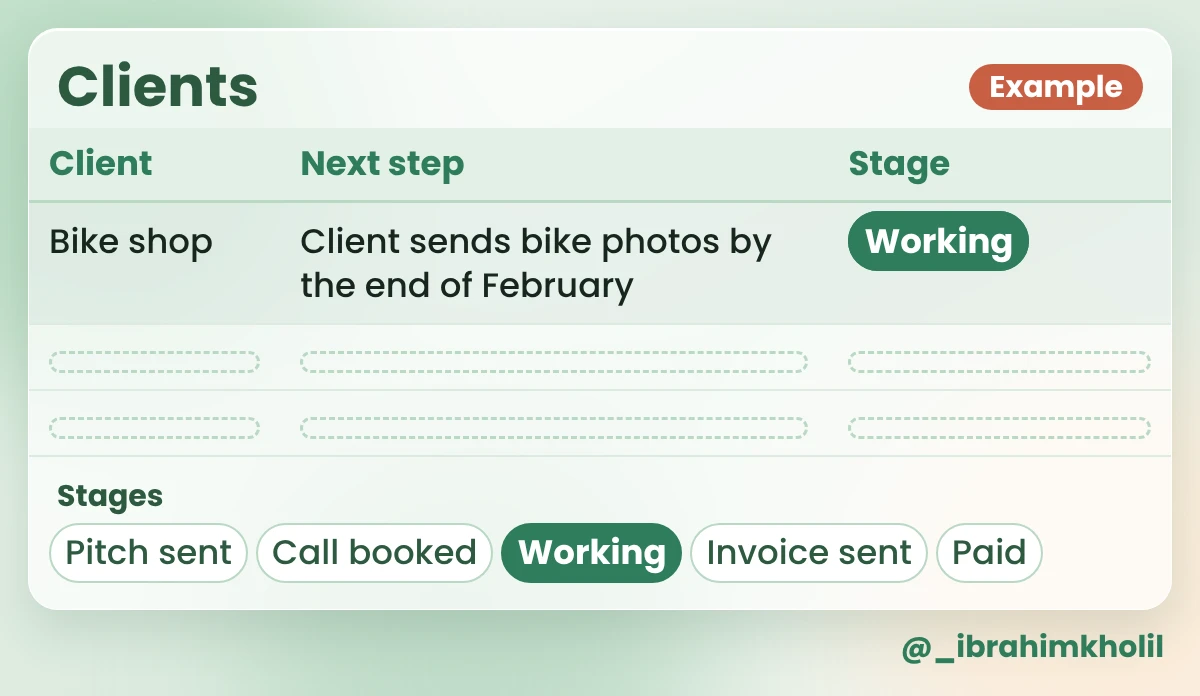 Clients
Example
Client
Next step
Stage
Bike shop
Client sends bike photos by
the end of February
Working
Stages
Pitch sent
Call booked
Working
Invoice sent
Paid
@_ibrahimkholil